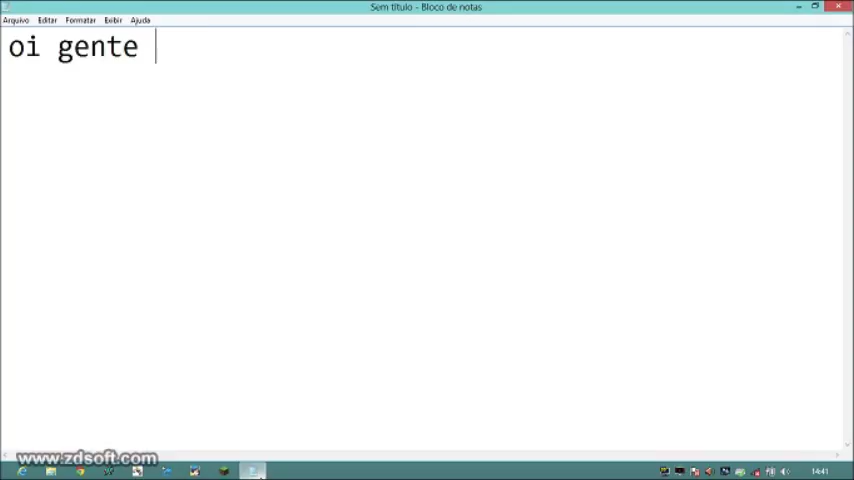 Sem título - Bloco de notas
Arquivo Editar Formatar Exibir Ajuda
oi gente
www.zdsoft.com
14:41